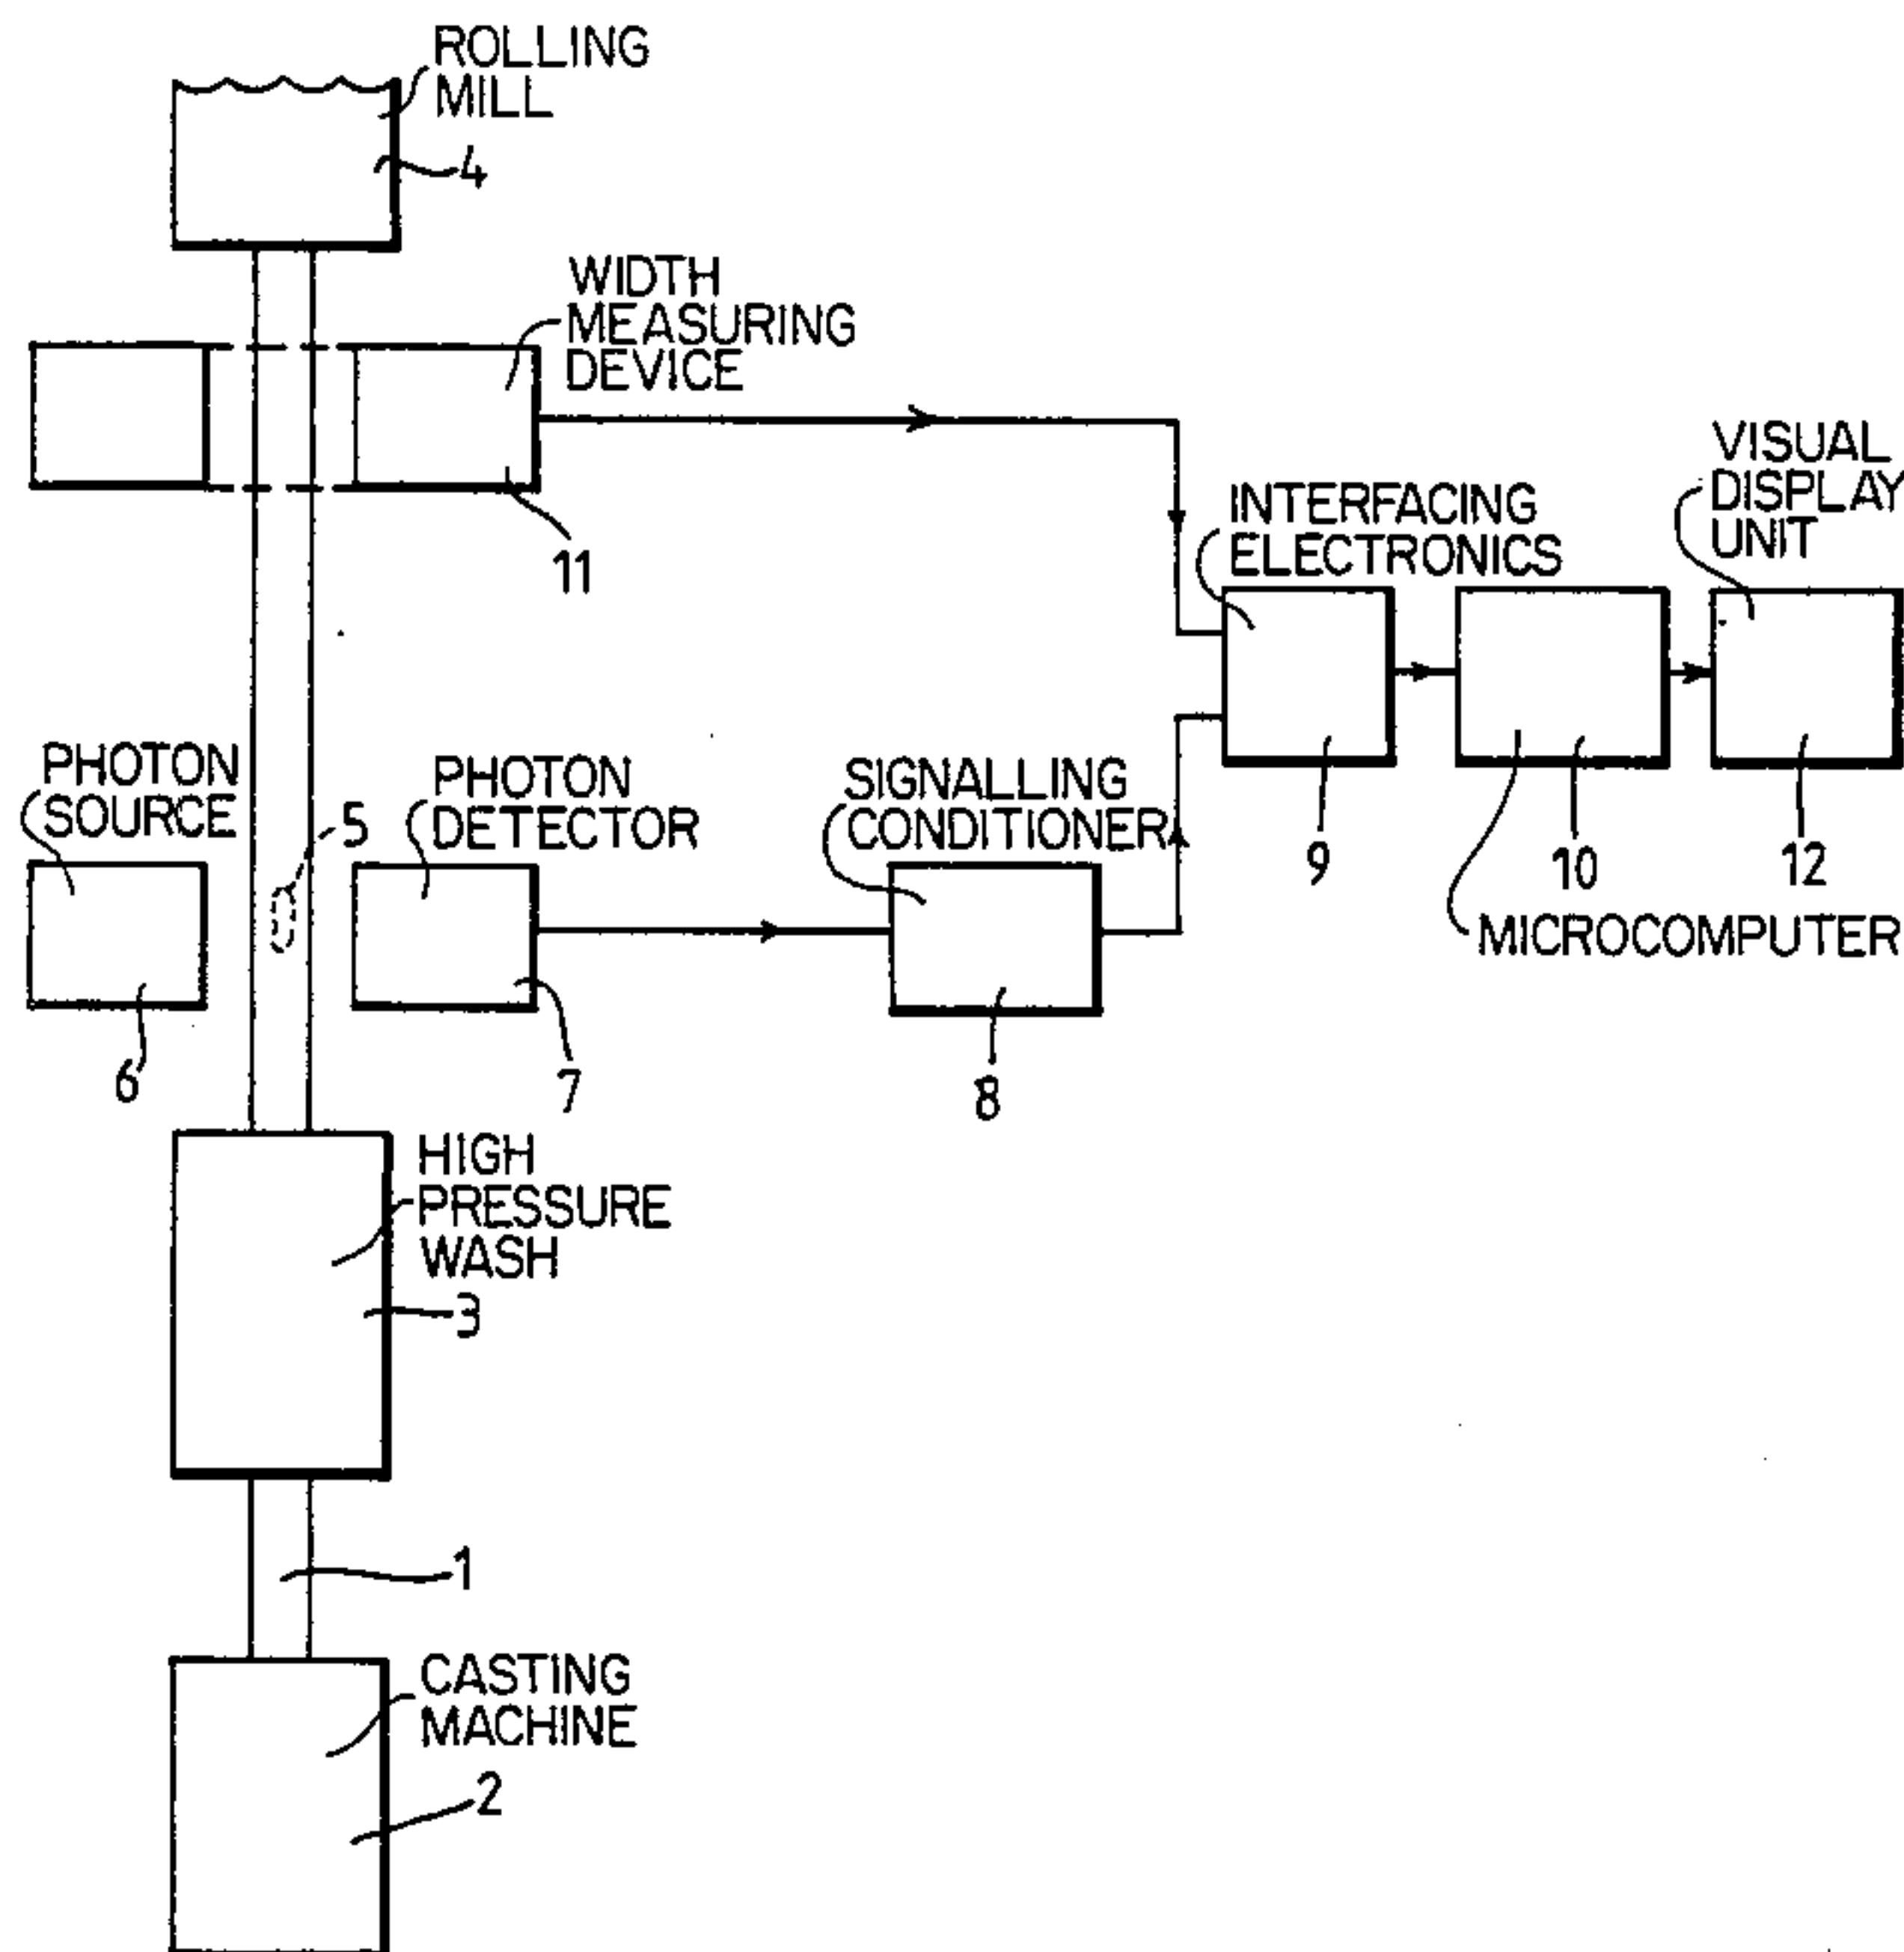 ROLLING
MILL
4
WIDTH
MEASURING
DEVICE
11
VISUAL
DISPLAY
UNIT
INTERFACING
ELECTRONICS
PHOTON
SOURCE
5
PHOTON
DETECTOR
SIGNALLING
CONDITIONER
9
10
12
MICROCOMPUTER
6
7
8
HIGH
PRESSURE
WASH
3
1
CASTING
MACHINE
2